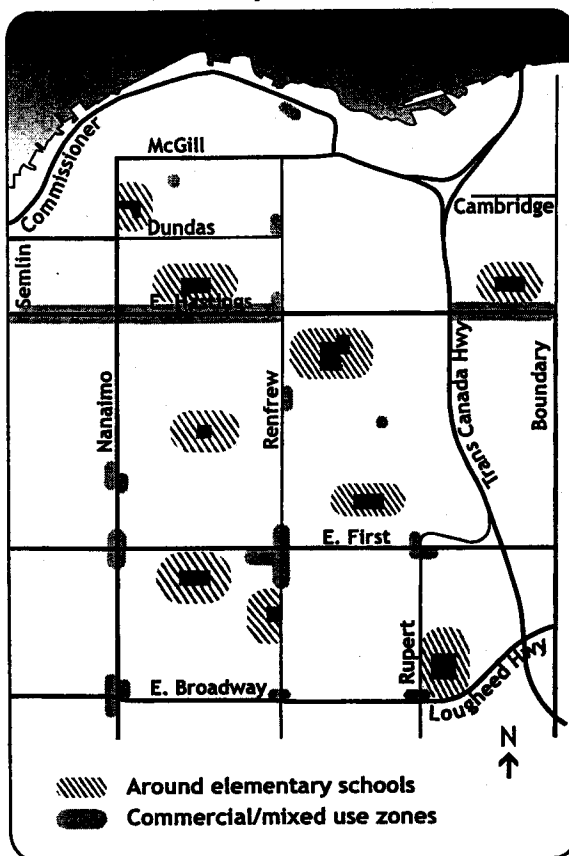 McGill
Commissioner
Cambridge
Dundas
Semlin
E. Hastings
Nanaimo
Renfrew
Trans Canada Hwy
Boundary
E. First
Rupert
E. Broadway
Lougheed Hwy
N
Around elementary schools
Commercial/mixed use zones